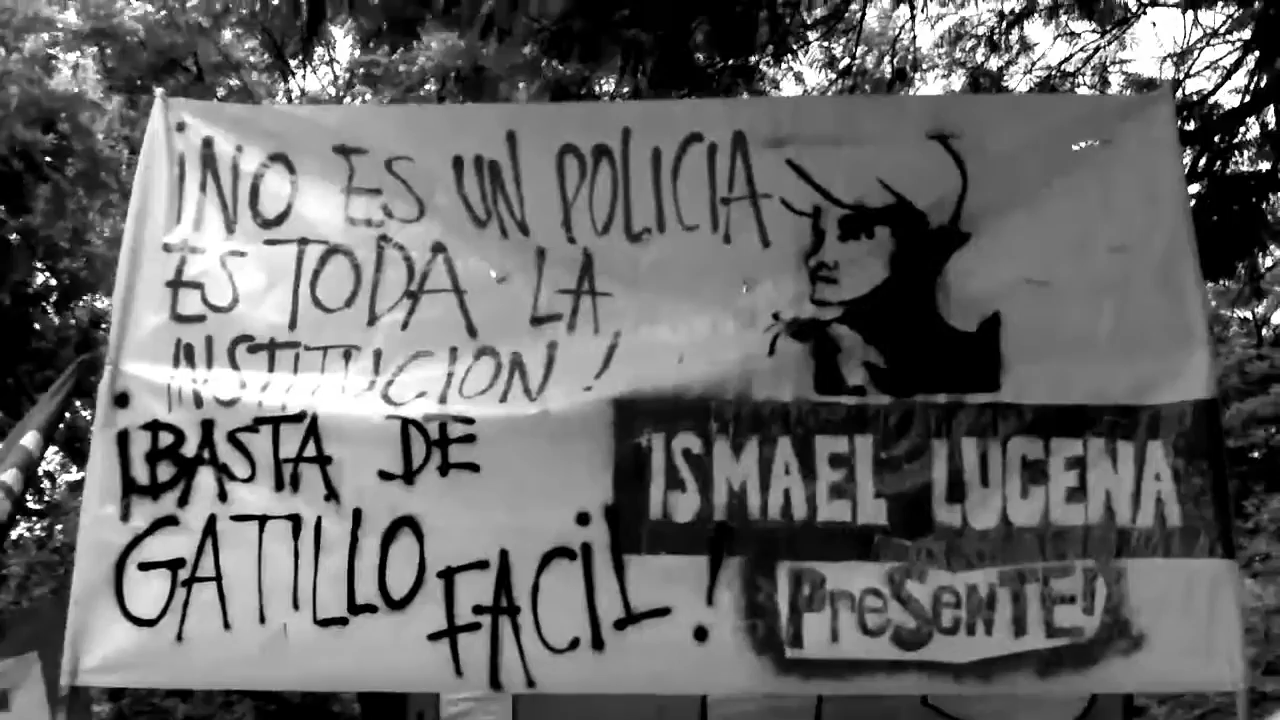 ¡NO ES UN POLICIA
ES TODA LA
INSTITUCION!
¡BASTA DE
GATILLO FACIL!
ISMAEL LUCENA
PreSeNTE!